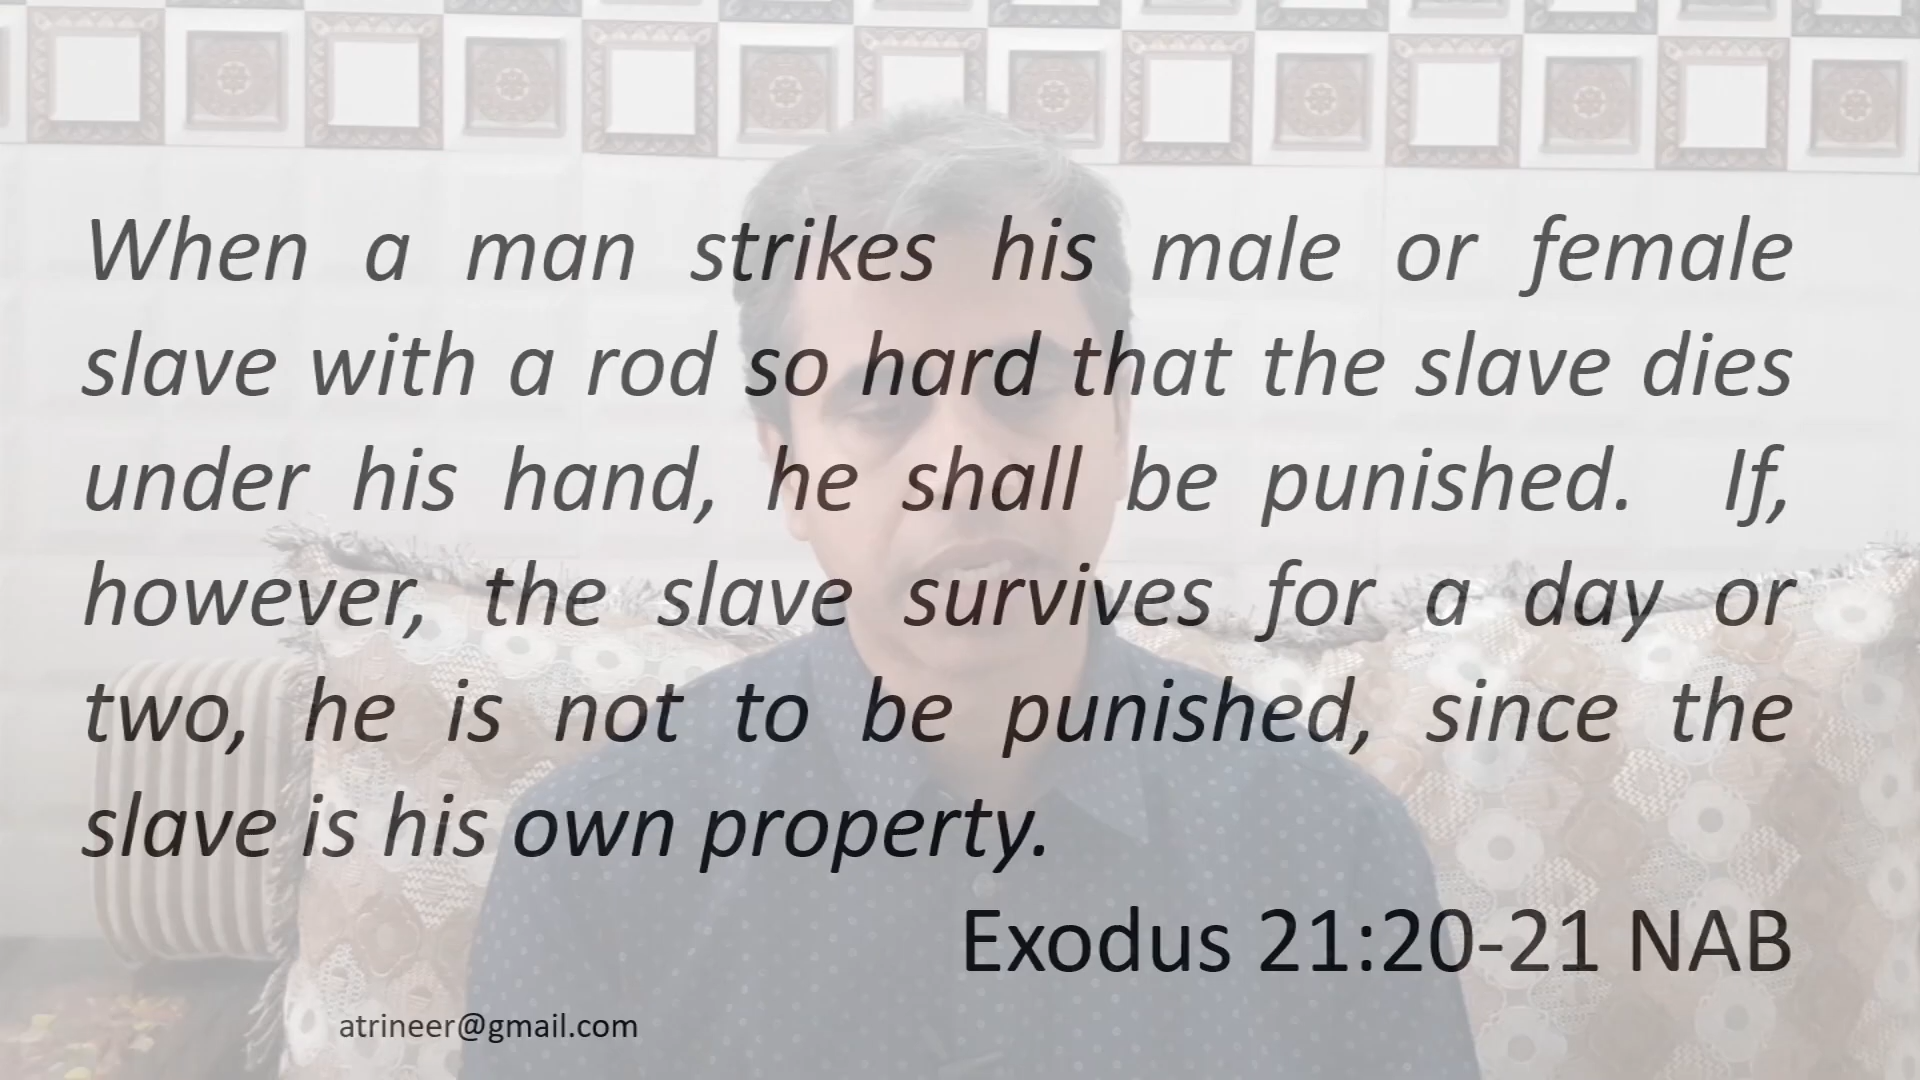 When a man strikes his male or female
slave with a rod so hard that the slave dies
under his hand, he shall be punished. If,
however, the slave survives for a day or
two, he is not to be punished, since the
slave is his own property.
Exodus 21:20-21 NAB
atrineer@gmail.com